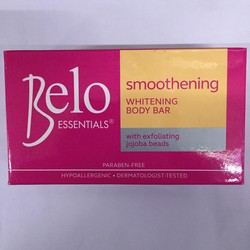 Belo
ESSENTIALS®
smoothening
WHITENING
BODY BAR
with exfoliating
jojoba beads
PARABEN-FREE
HYPOALLERGENIC • DERMATOLOGIST-TESTED